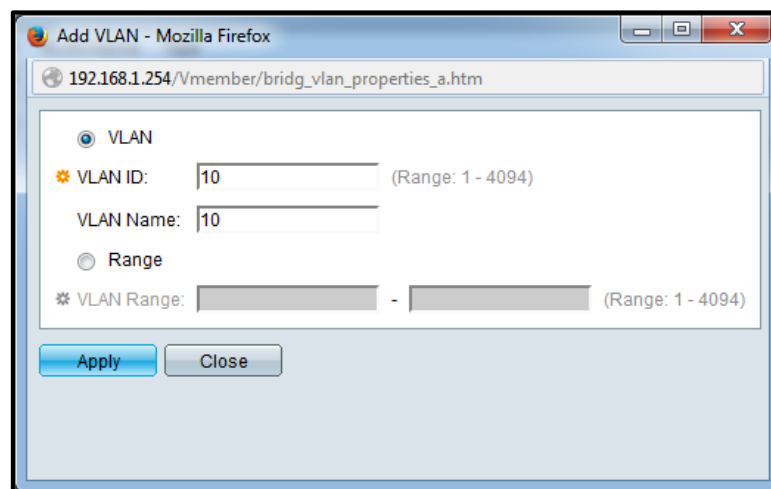 Add VLAN - Mozilla Firefox
192.168.1.254/Vmember/bridg_vlan_properties_a.htm
VLAN
VLAN ID: 10 (Range: 1 - 4094)
VLAN Name: 10
Range
VLAN Range: - (Range: 1 - 4094)
Apply Close